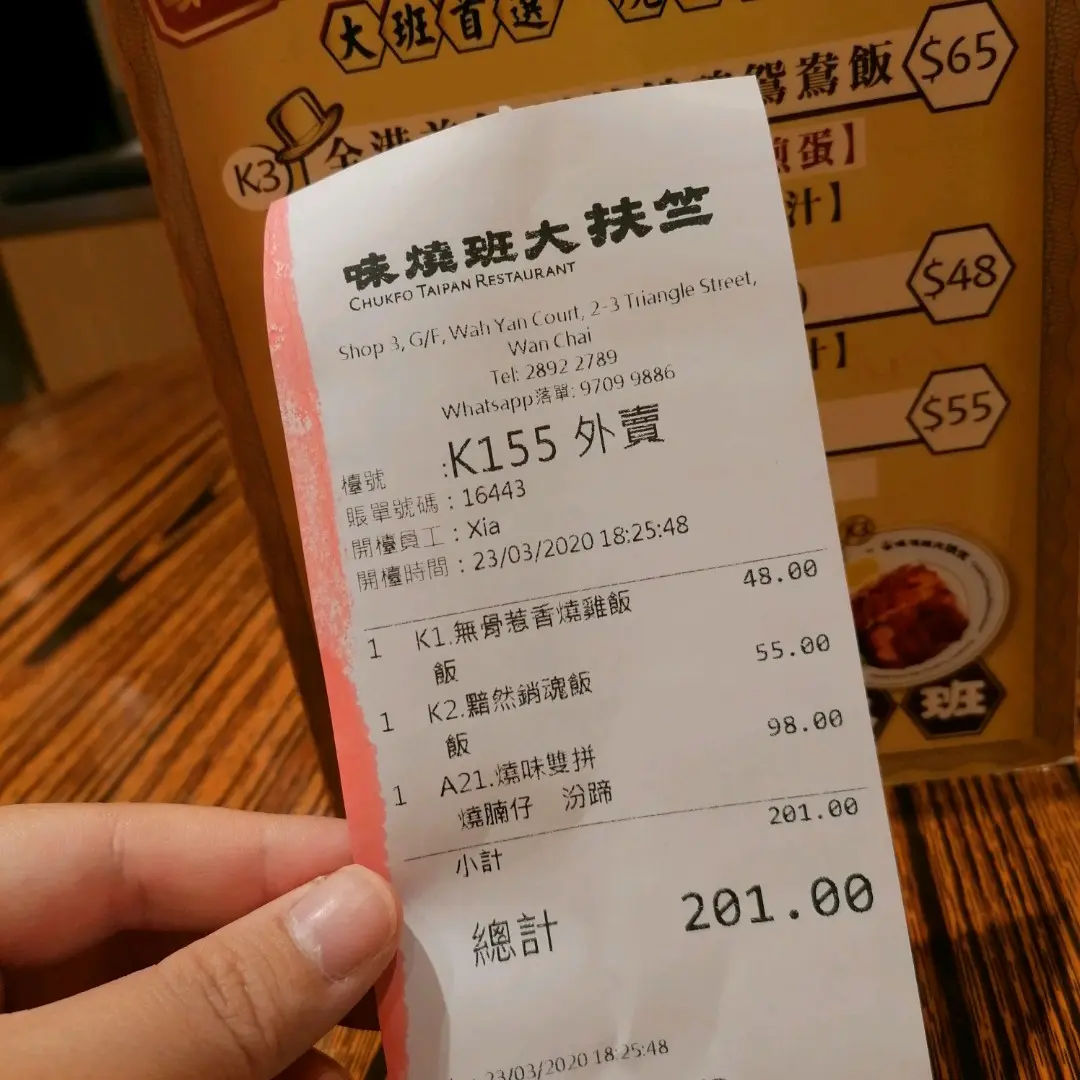 大班首選
鴛鴦飯 $65
K3
煎蛋】
汁】
$48
汁】
$55
味燒班大扶竺
CHUKFO TAIPAN RESTAURANT
Shop 3, G/F, Wah Yan Court, 2-3 Triangle Street,
Wan Chai
Tel: 2892 2789
Whatsapp落單: 9709 9886
檯號 :K155 外賣
賬單號碼 : 16443
開檯員工 : Xia
開檯時間 : 23/03/2020 18:25:48
1 K1.無骨惹香燒雞飯 48.00
飯
1 K2.黯然銷魂飯 55.00
飯
1 A21.燒味雙拼 98.00
燒腩仔 汾蹄
小計 201.00
總計 201.00
23/03/2020 18:25:48
K3
班